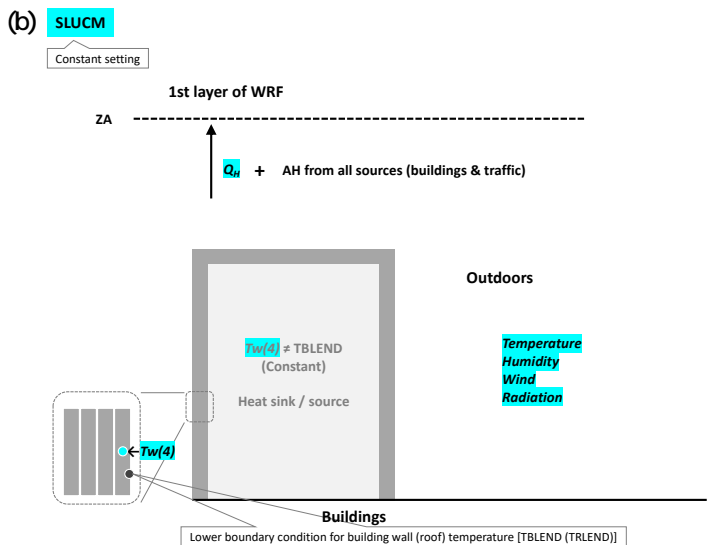 (b) SLUCM
Constant setting
1st layer of WRF
ZA
QH + AH from all sources (buildings & traffic)
Outdoors
Tw(4) ≠ TBLEND
(Constant)
Heat sink / source
Temperature
Humidity
Wind
Radiation
Tw(4)
Buildings
Lower boundary condition for building wall (roof) temperature [TBLEND (TRLEND)]